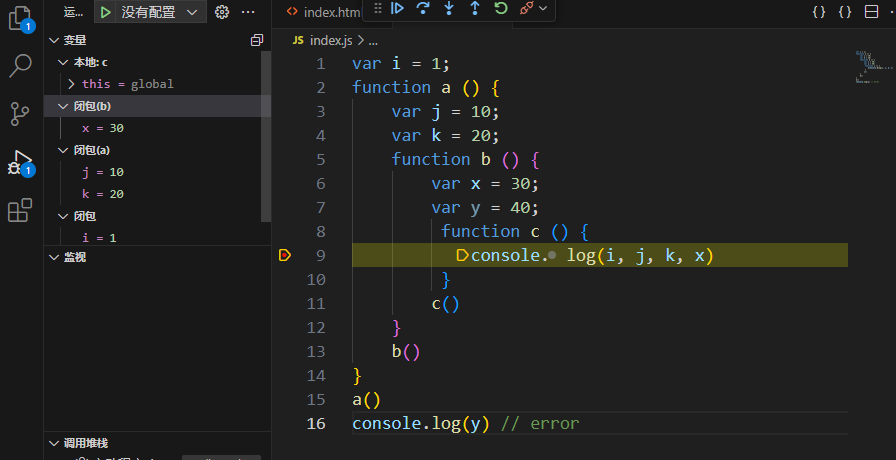 运... 没有配置 ...
index.htm
{ } { }
1
变量
本地: c
this = global
闭包(b)
x = 30
闭包(a)
j = 10
k = 20
闭包
i = 1
监视
1
调用堆栈
JS index.js > ...
1 var i = 1;
2 function a () {
3 var j = 10;
4 var k = 20;
5 function b () {
6 var x = 30;
7 var y = 40;
8 function c () {
9 console. log(i, j, k, x)
10 }
11 c()
12 }
13 b()
14 }
15 a()
16 console.log(y) // error